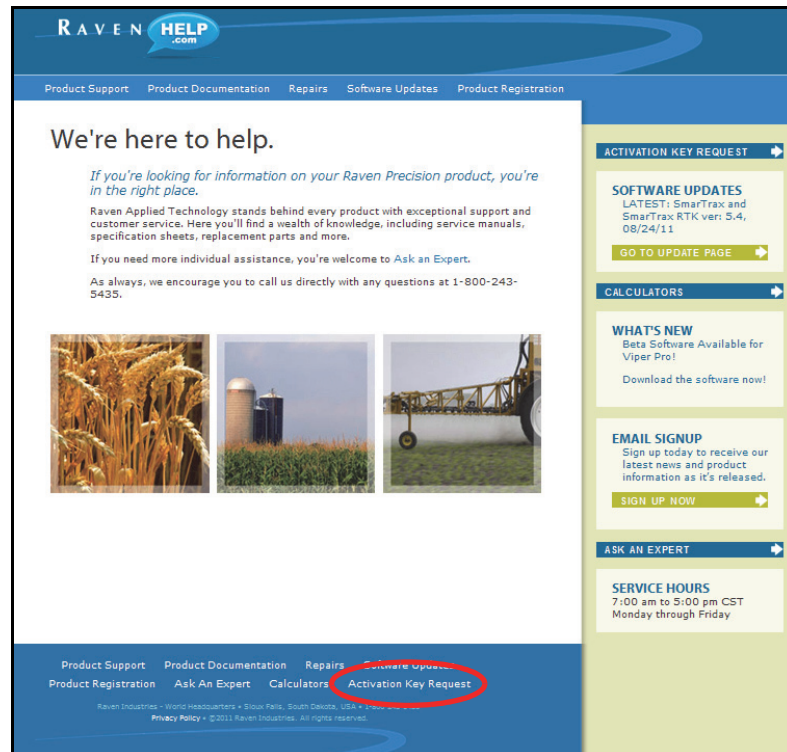 RAVEN HELP
.com
Product Support Product Documentation Repairs Software Updates Product Registration
We're here to help.
If you're looking for information on your Raven Precision product, you're
in the right place.
Raven Applied Technology stands behind every product with exceptional support and
customer service. Here you'll find a wealth of knowledge, including service manuals,
specification sheets, replacement parts and more.
If you need more individual assistance, you're welcome to Ask an Expert.
As always, we encourage you to call us directly with any questions at 1-800-243-
5435.
ACTIVATION KEY REQUEST
SOFTWARE UPDATES
LATEST: SmarTrax and
SmarTrax RTK ver: 5.4,
08/24/11
GO TO UPDATE PAGE
CALCULATORS
WHAT'S NEW
Beta Software Available for
Viper Pro!
Download the software now!
EMAIL SIGNUP
Sign up today to receive our
latest news and product
information as it's released.
SIGN UP NOW
ASK AN EXPERT
SERVICE HOURS
7:00 am to 5:00 pm CST
Monday through Friday
Product Support Product Documentation Repairs Software Updates
Product Registration Ask An Expert Calculators Activation Key Request
Raven Industries - World Headquarters • Sioux Falls, South Dakota, USA •
Privacy Policy • ©2011 Raven Industries. All rights reserved.